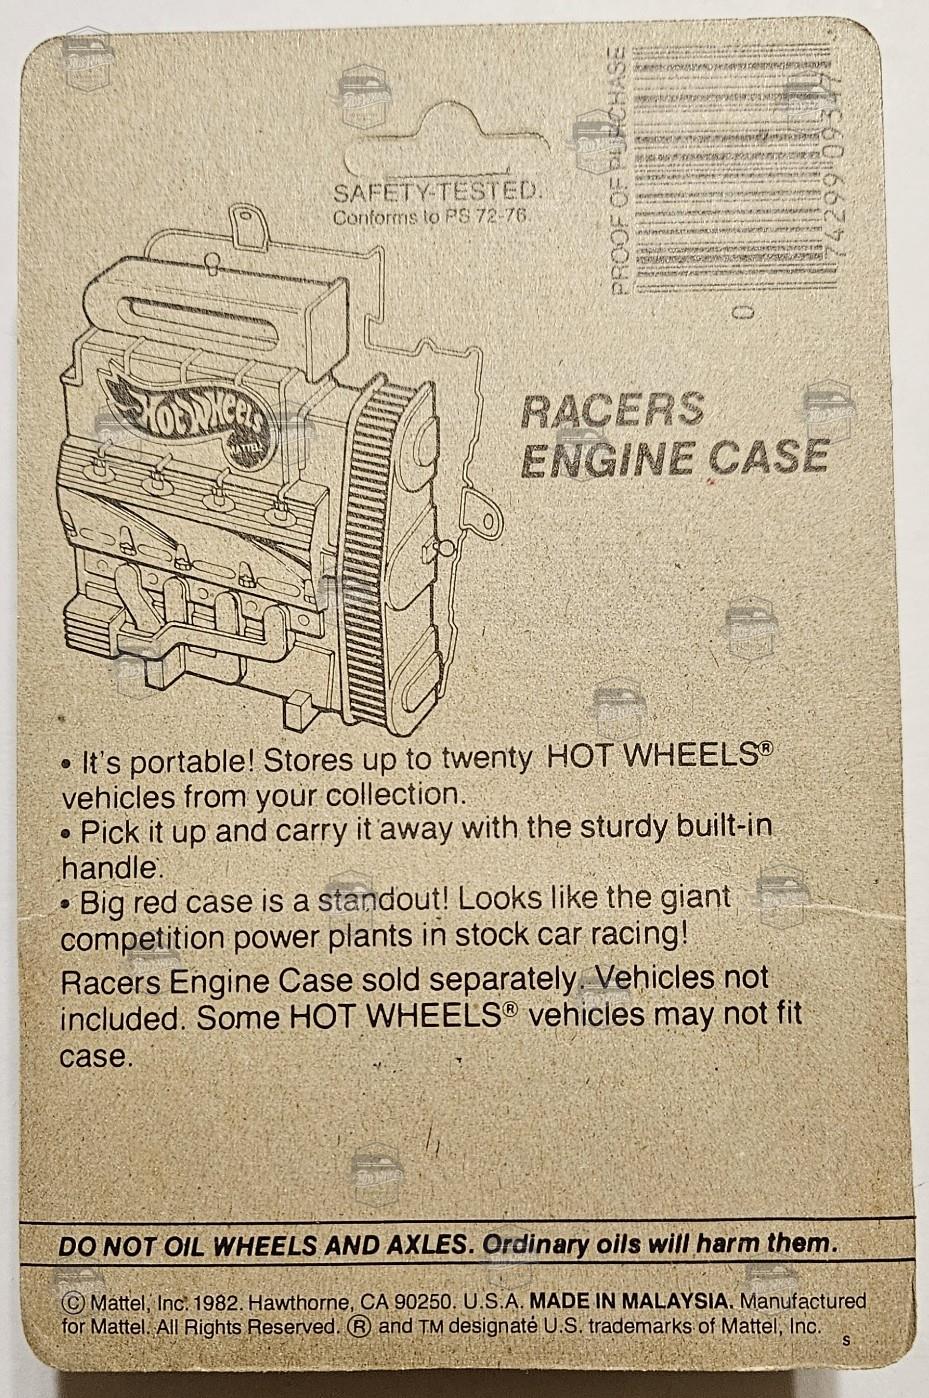 PROOF OF PURCHASE
0
SAFETY-TESTED.
Conforms to PS 72-76.
HOT WHEELS
RACERS
ENGINE CASE
• It's portable! Stores up to twenty HOT WHEELS®
vehicles from your collection.
• Pick it up and carry it away with the sturdy built-in
handle.
• Big red case is a standout! Looks like the giant
competition power plants in stock car racing!
Racers Engine Case sold separately. Vehicles not
included. Some HOT WHEELS® vehicles may not fit
case.
DO NOT OIL WHEELS AND AXLES. Ordinary oils will harm them.
© Mattel, Inc. 1982. Hawthorne, CA 90250. U.S.A. MADE IN MALAYSIA. Manufactured
for Mattel. All Rights Reserved. ® and TM designate U.S. trademarks of Mattel, Inc.
S